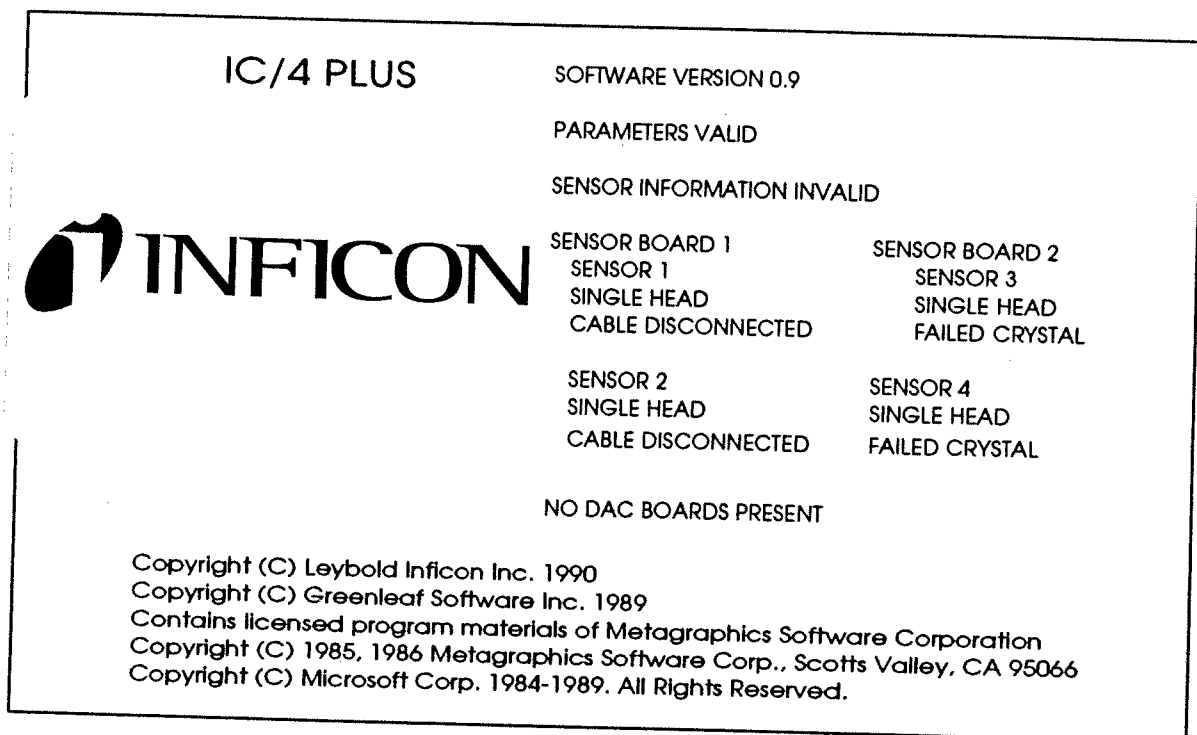 IC/4 PLUS
SOFTWARE VERSION 0.9
PARAMETERS VALID
SENSOR INFORMATION INVALID
INFICON
SENSOR BOARD 1
SENSOR 1
SINGLE HEAD
CABLE DISCONNECTED
SENSOR 2
SINGLE HEAD
CABLE DISCONNECTED
SENSOR BOARD 2
SENSOR 3
SINGLE HEAD
FAILED CRYSTAL
SENSOR 4
SINGLE HEAD
FAILED CRYSTAL
NO DAC BOARDS PRESENT
Copyright (C) Leybold Inficon Inc. 1990
Copyright (C) Greenleaf Software Inc. 1989
Contains licensed program materials of Metagraphics Software Corporation
Copyright (C) 1985, 1986 Metagraphics Software Corp., Scotts Valley, CA 95066
Copyright (C) Microsoft Corp. 1984-1989. All Rights Reserved.